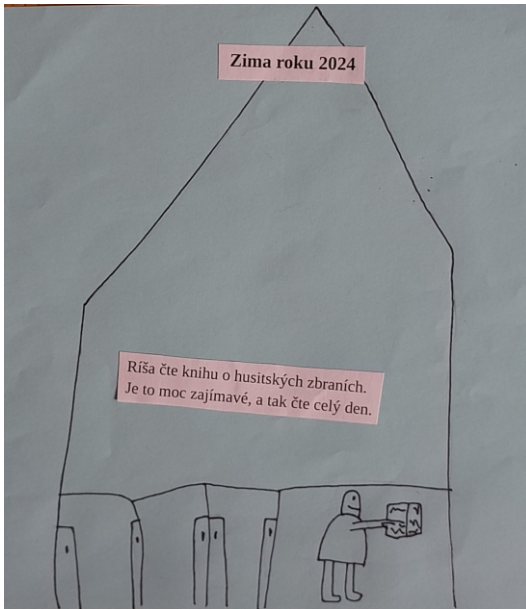 Zima roku 2024
Ríša čte knihu o husitských zbraních.
Je to moc zajímavé, a tak čte celý den.